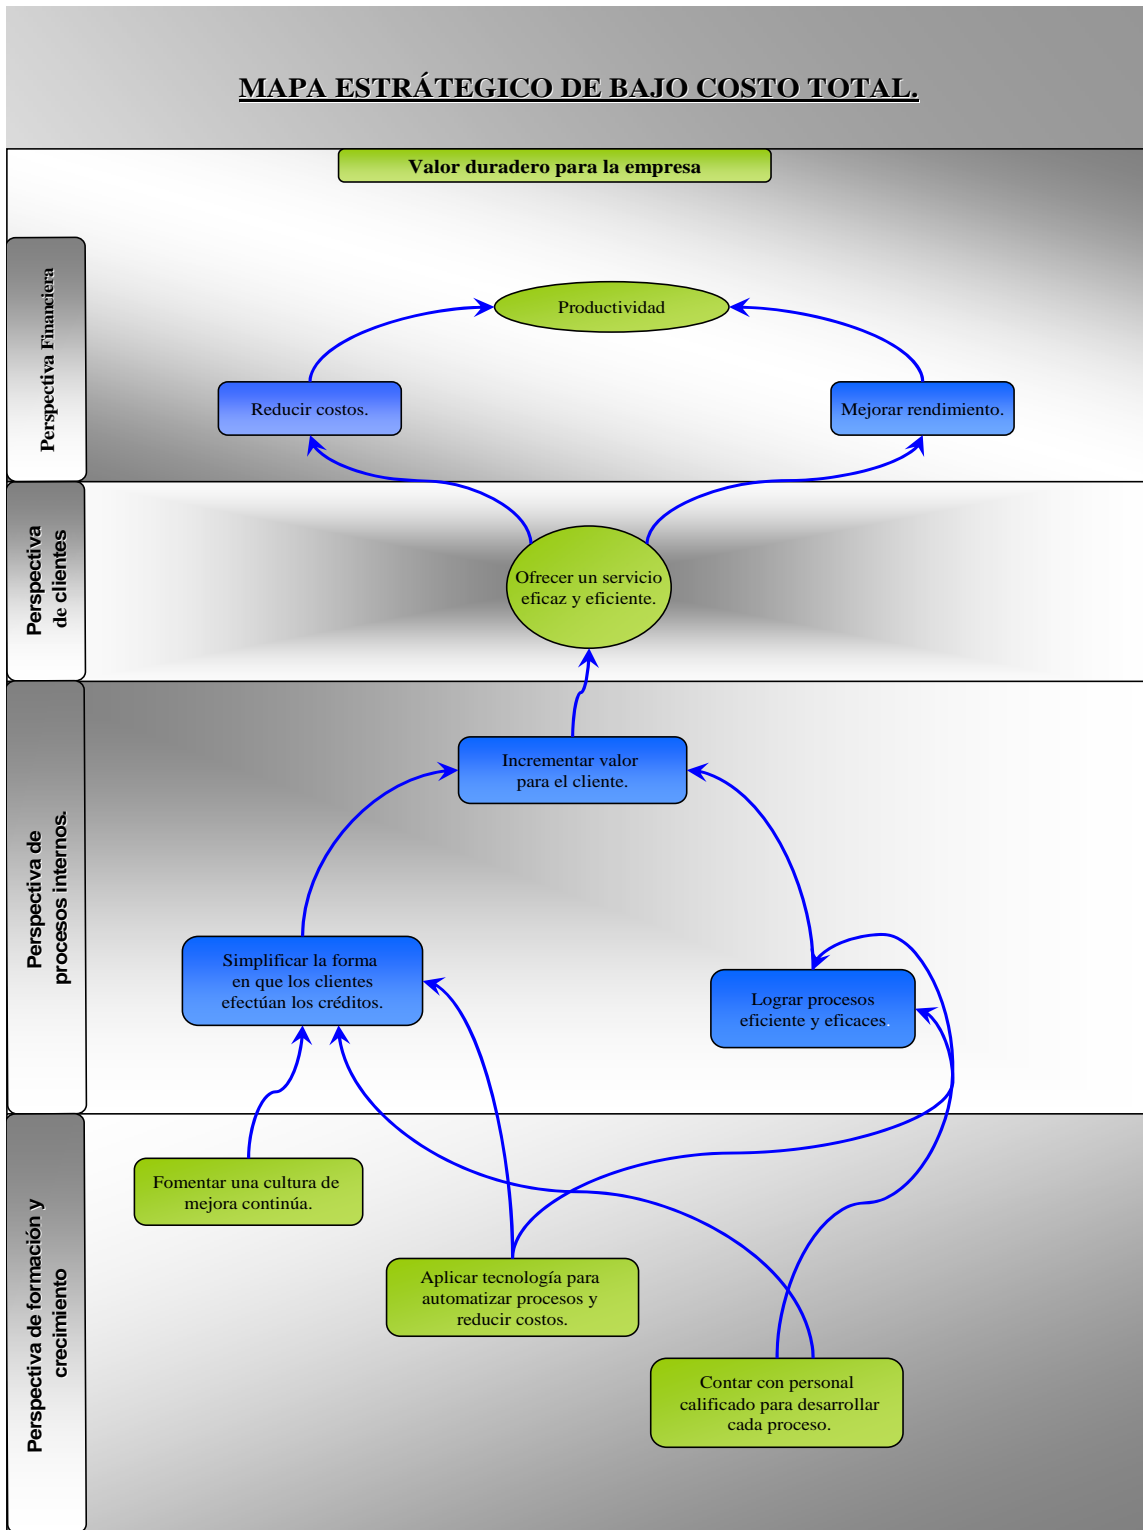 MAPA ESTRÁTEGICO DE BAJO COSTO TOTAL.
Valor duradero para la empresa
Perspectiva Financiera
Productividad
Reducir costos.
Mejorar rendimiento.
Perspectiva
de clientes
Ofrecer un servicio
eficaz y eficiente.
Perspectiva de
procesos internos.
Incrementar valor
para el cliente.
Simplificar la forma
en que los clientes
efectúan los créditos.
Lograr procesos
eficiente y eficaces.
Perspectiva de formación y
crecimiento
Fomentar una cultura de
mejora continúa.
Aplicar tecnología para
automatizar procesos y
reducir costos.
Contar con personal
calificado para desarrollar
cada proceso.